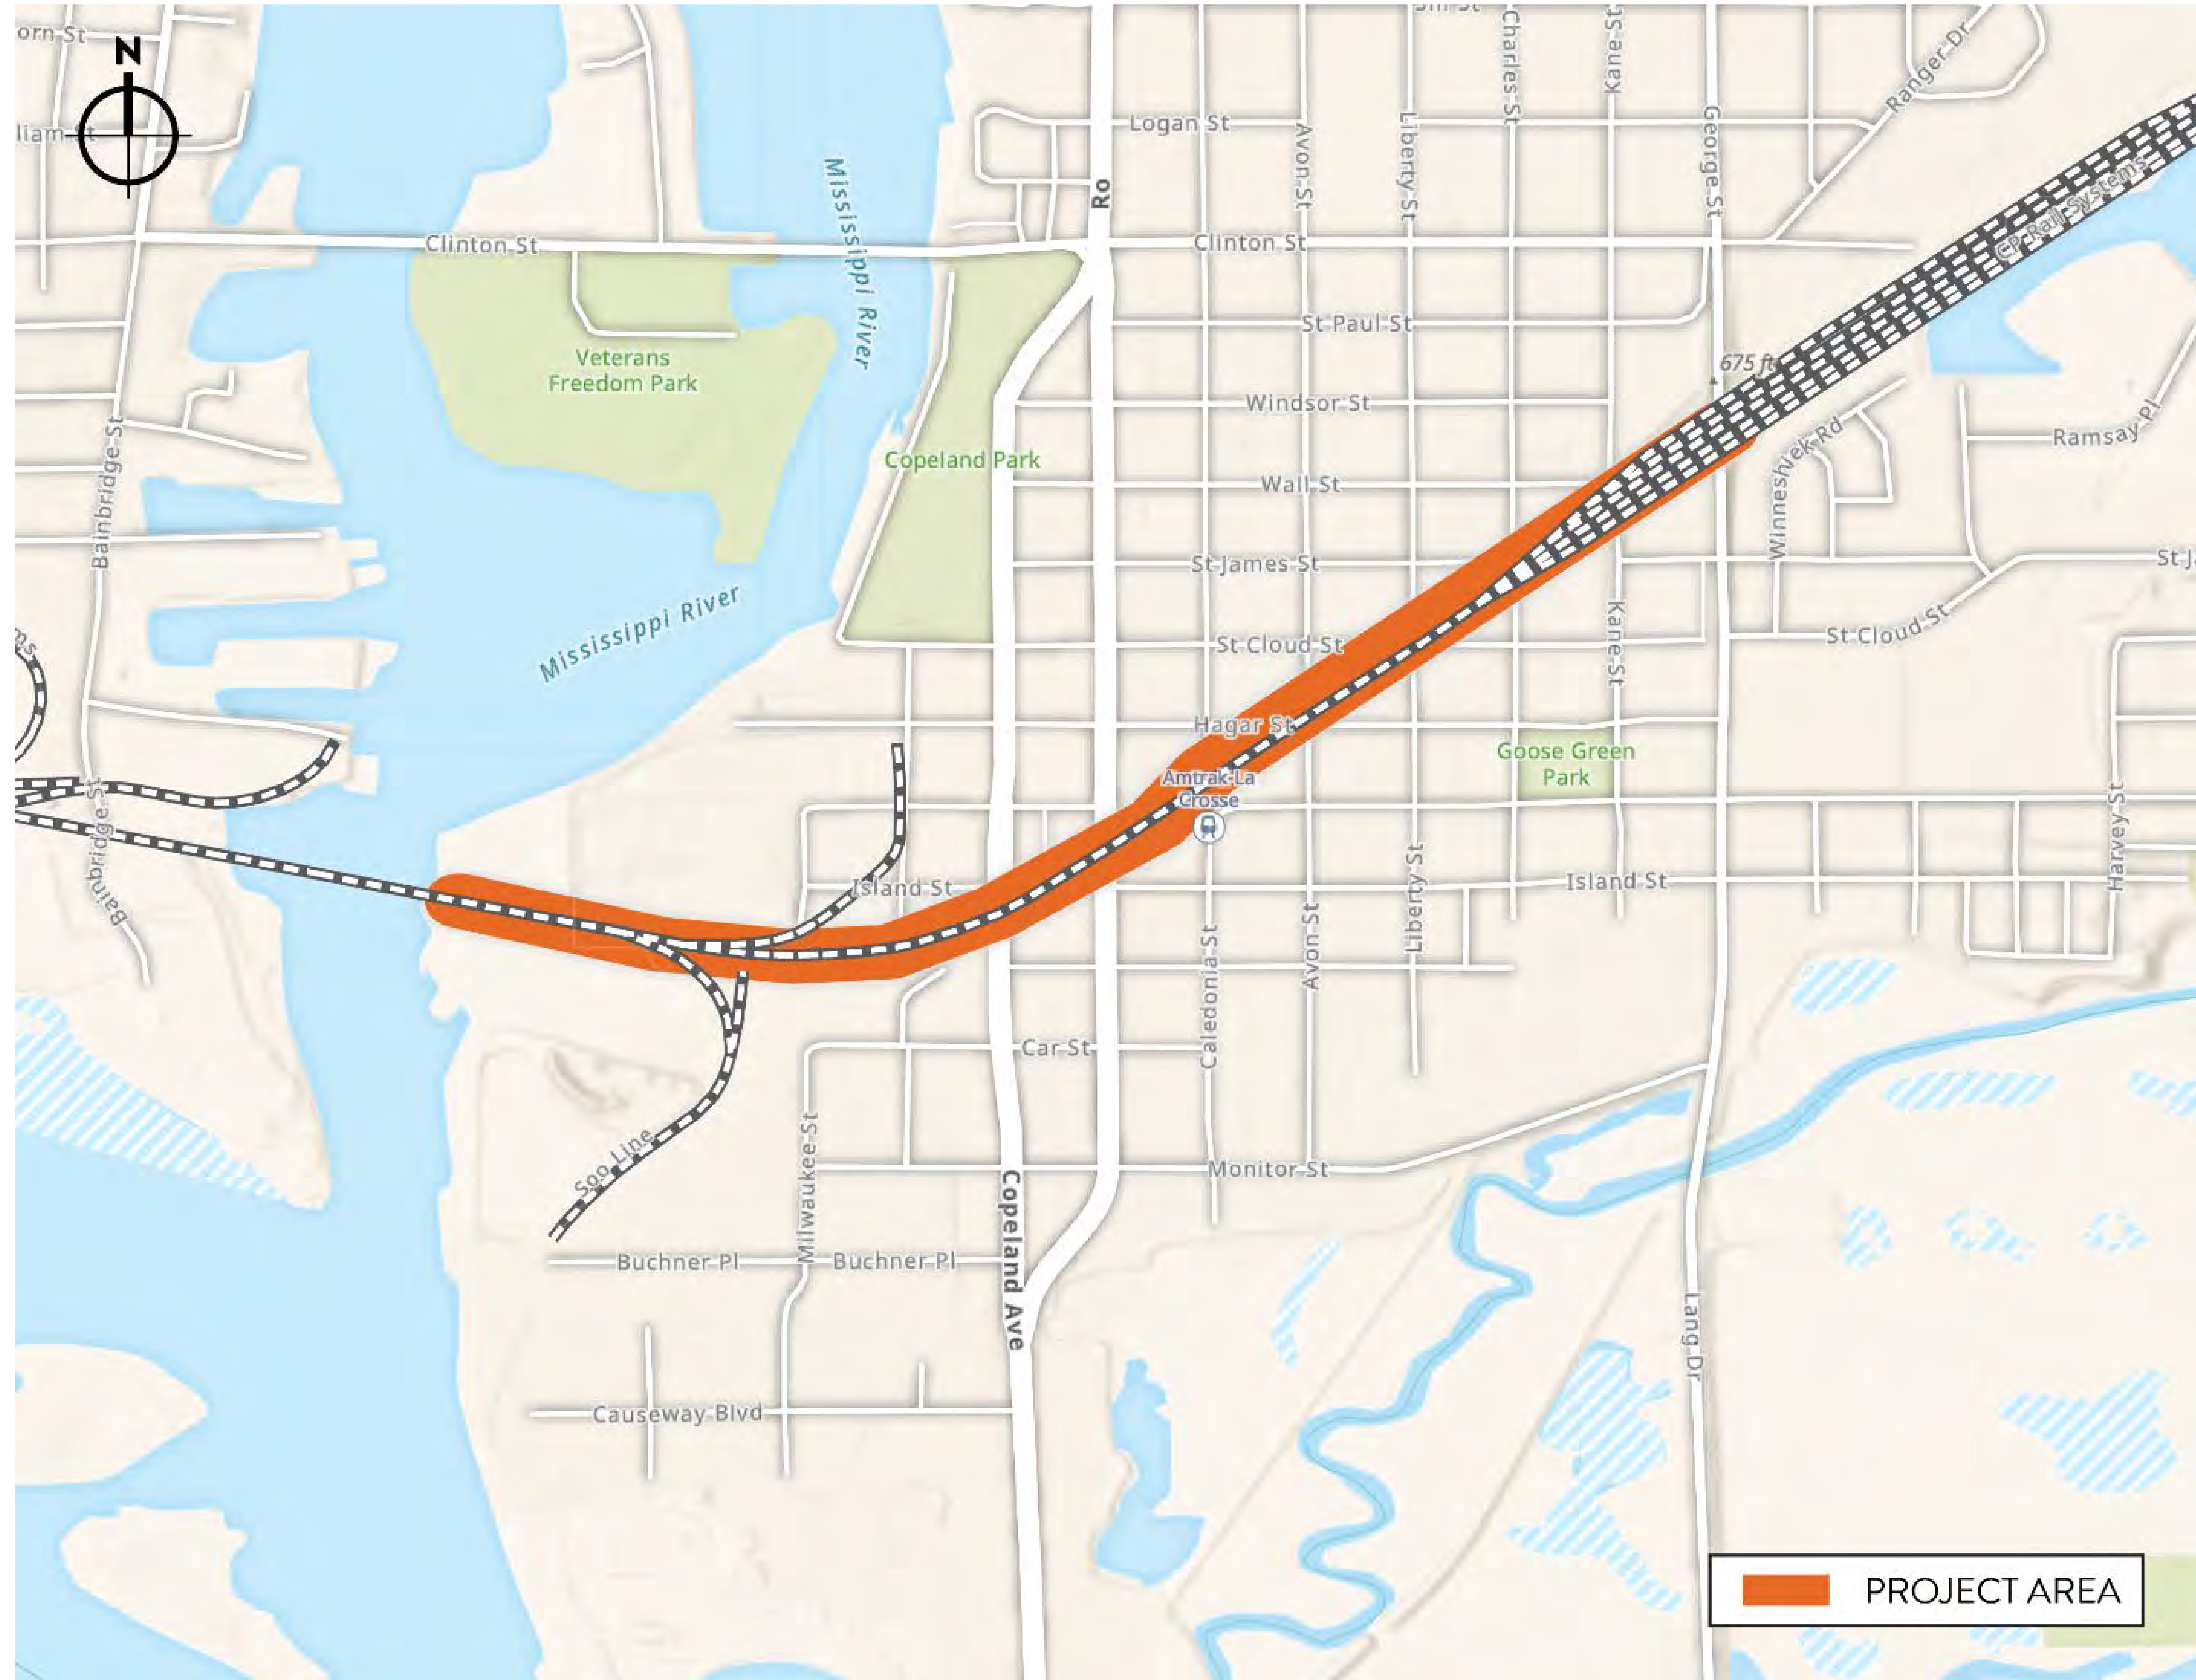 N
Logan St
Ro
Avon St
Liberty St
Charles St
Kane St
George St
Ranger Dr
CP Rail Systems
Mississippi River
Clinton St
Clinton St
St Paul St
675 ft
Veterans
Freedom Park
Windsor St
Copeland Park
Wall St
Winneshiek Rd
Ramsay Pl
Bainbridge St
St James St
Mississippi River
St Cloud St
Kane St
St Cloud St
Hagar St
Goose Green
Park
Amtrak-La
Crosse
Bainbridge St
Island St
Island St
Harvey St
Liberty St
Avon St
Caledonia St
Car St
Soo Line
Milwaukee St
Monitor St
Copeland Ave
Buchner Pl
Buchner Pl
Lang Dr
Causeway Blvd
PROJECT AREA